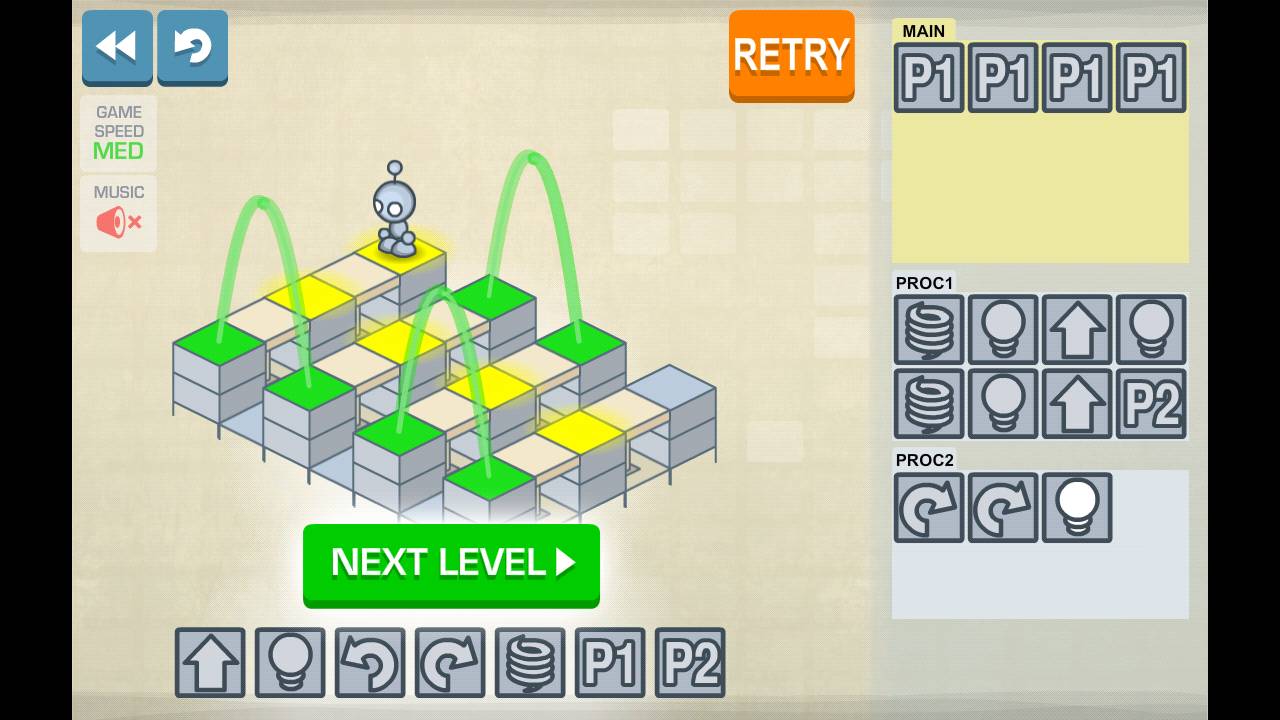 RETRY
MAIN
P1 P1 P1 P1
GAME
SPEED
MED
MUSIC
PROC1
P2
PROC2
NEXT LEVEL
P1 P2